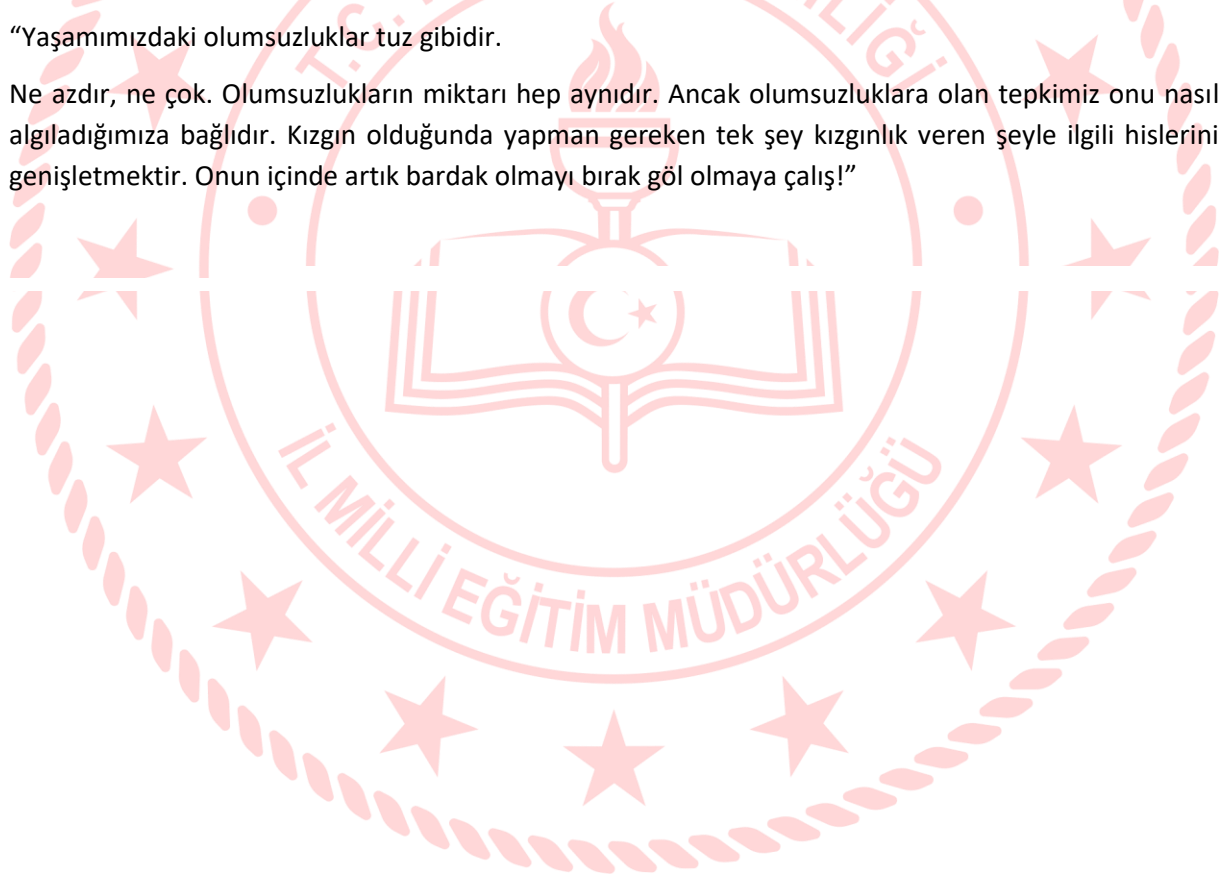 “Yaşamımızdaki olumsuzluklar tuz gibidir.
Ne azdır, ne çok. Olumsuzlukların miktarı hep aynıdır. Ancak olumsuzluklara olan tepkimiz onu nasıl
algıladığımıza bağlıdır. Kızgın olduğunda yapman gereken tek şey kızgınlık veren şeyle ilgili hislerini
genişletmektir. Onun içinde artık bardak olmayı bırak göl olmaya çalış!”
İL MİLLİ EĞİTİM MÜDÜRLÜĞÜ